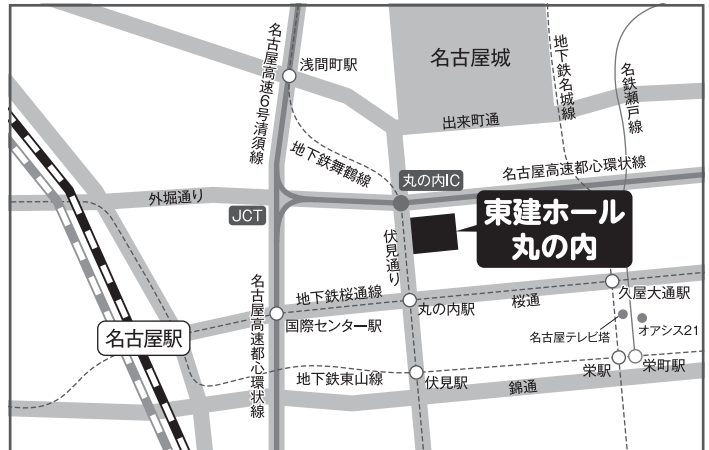 名古屋高速6号清須線
浅間町駅
名古屋城
地下鉄名城線
名鉄瀬戸線
出来町通
地下鉄舞鶴線
名古屋高速都心環状線
丸の内IC
外堀通り
JCT
東建ホール
丸の内
伏見通り
名古屋高速都心環状線
地下鉄桜通線
国際センター駅
丸の内駅
桜通
久屋大通駅
名古屋テレビ塔
オアシス21
名古屋駅
地下鉄東山線
伏見駅
錦通
栄駅
栄町駅